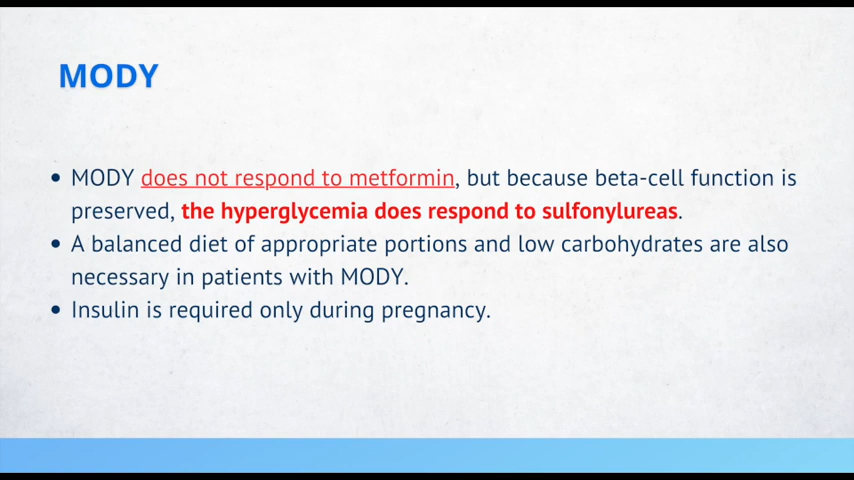 MODY
• MODY does not respond to metformin, but because beta-cell function is
preserved, the hyperglycemia does respond to sulfonylureas.
• A balanced diet of appropriate portions and low carbohydrates are also
necessary in patients with MODY.
• Insulin is required only during pregnancy.